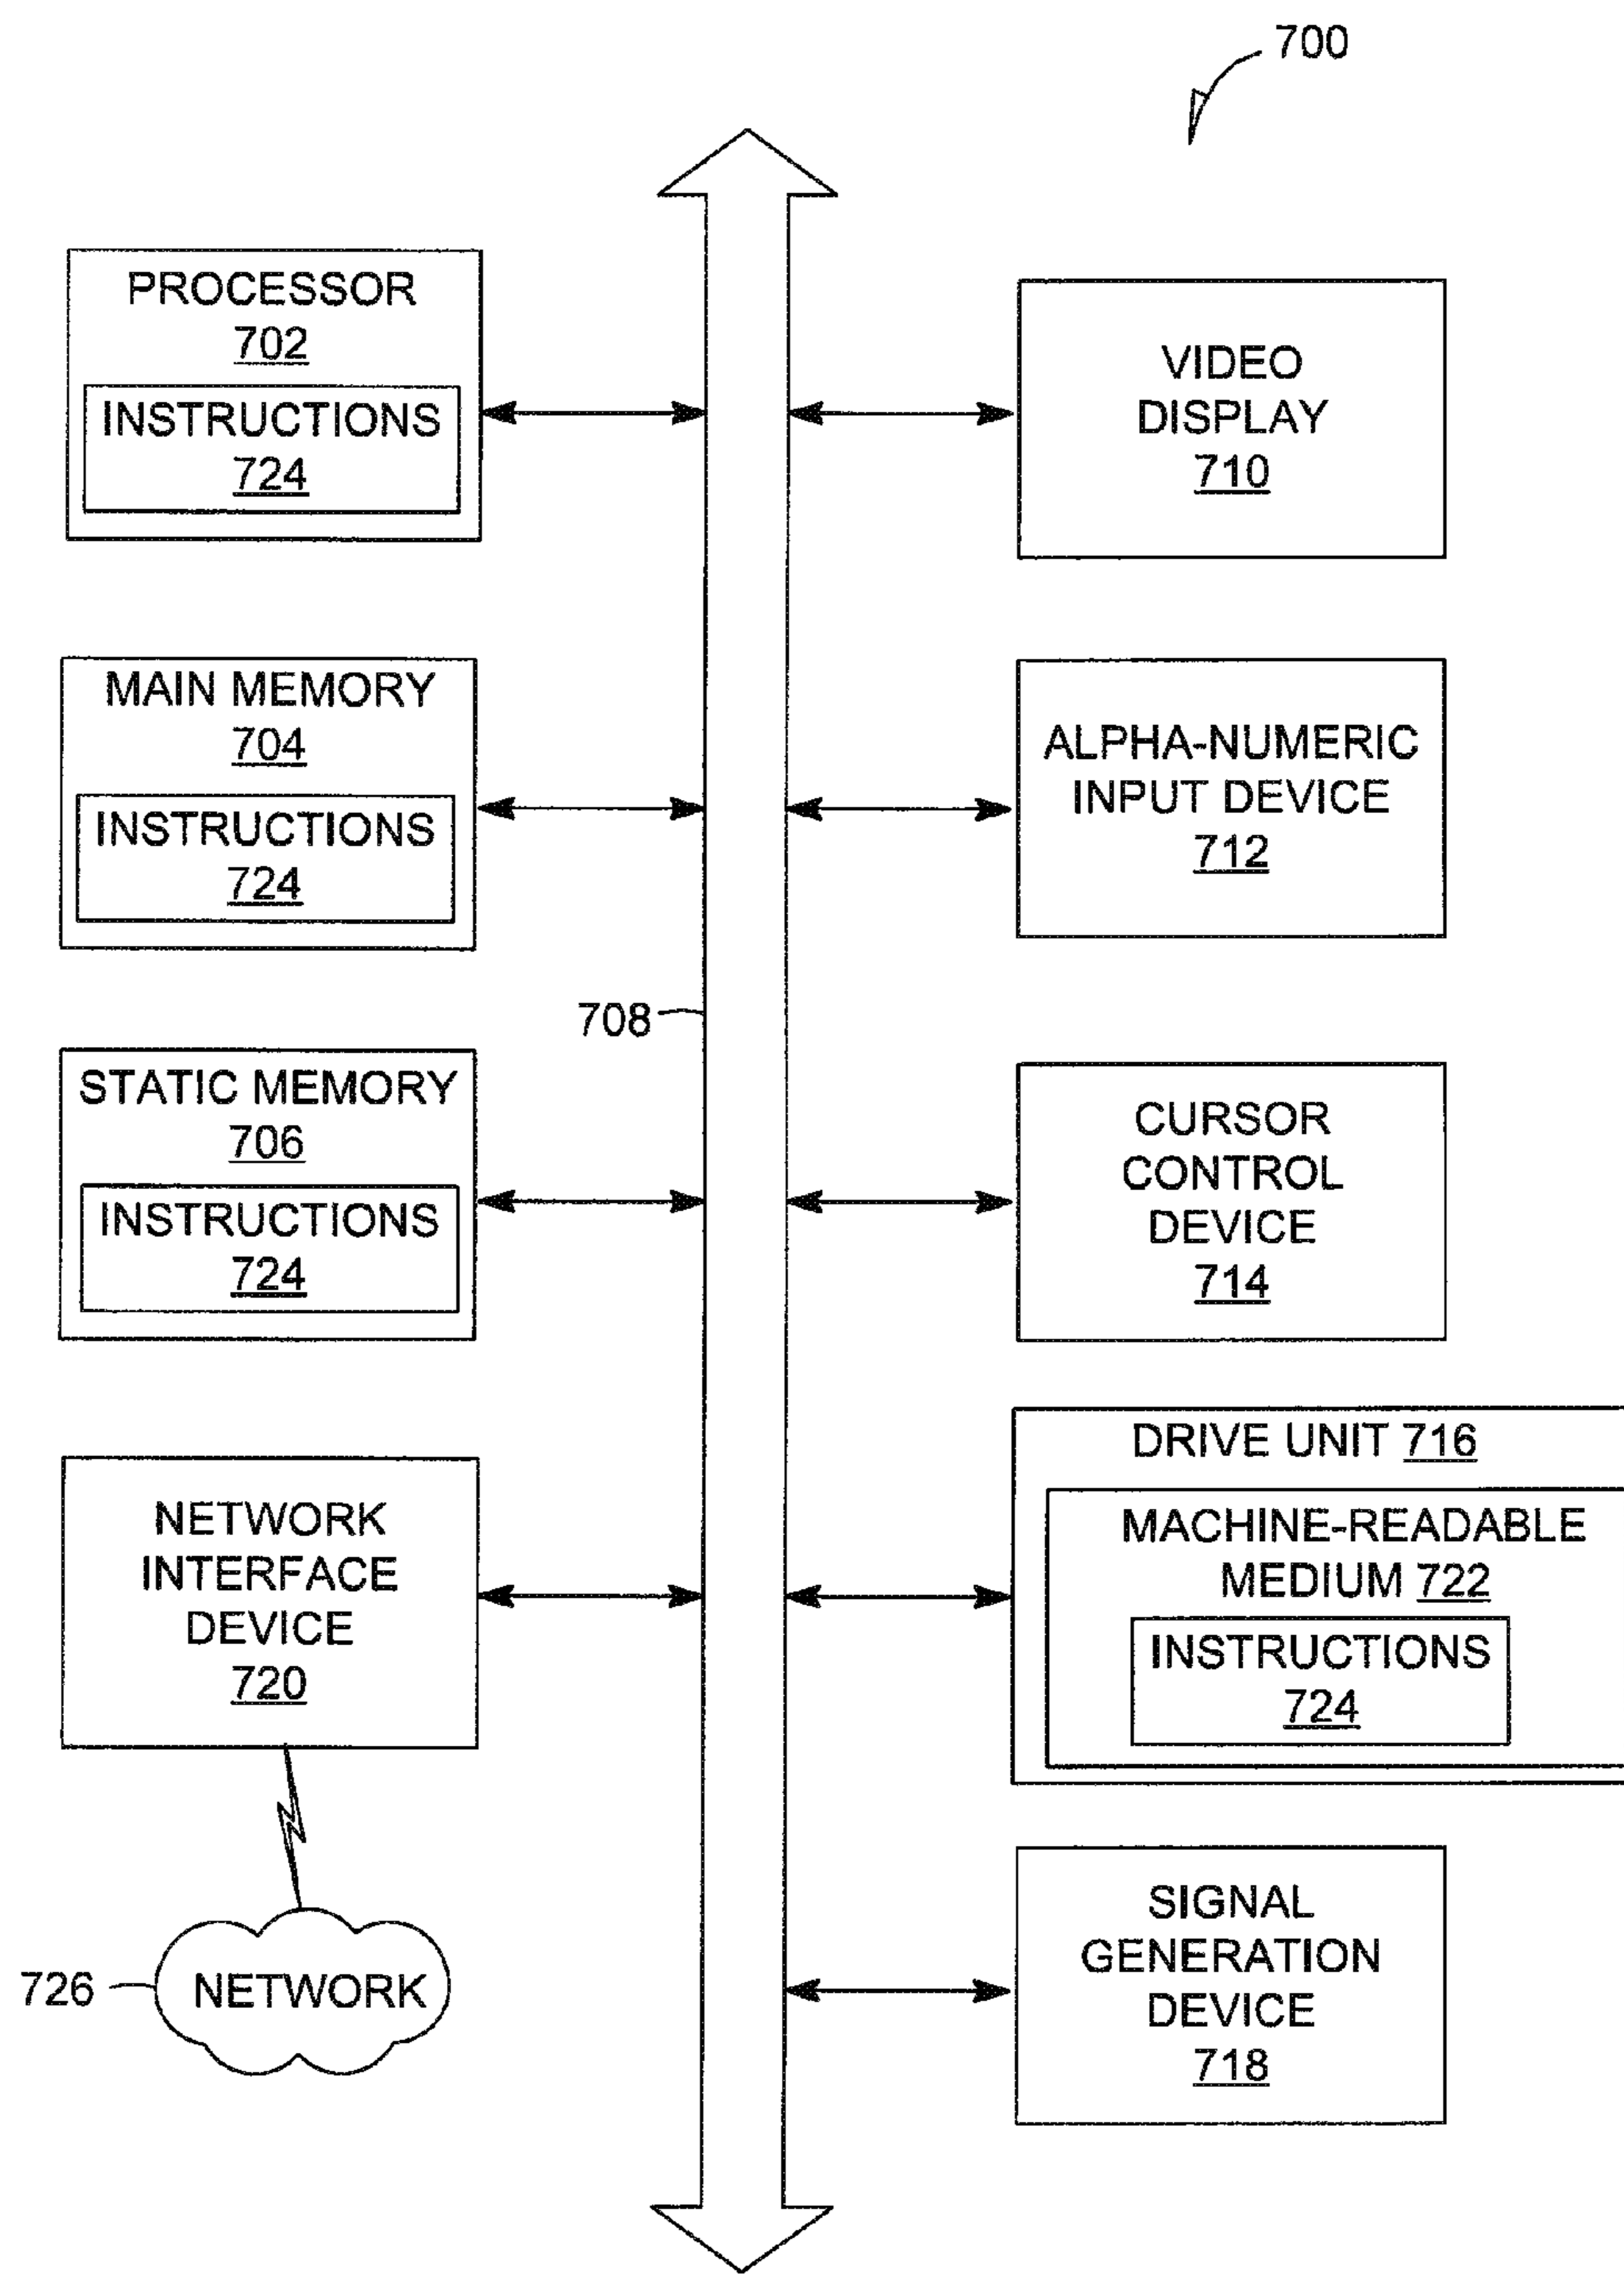 700
PROCESSOR
702
INSTRUCTIONS
724
MAIN MEMORY
704
INSTRUCTIONS
724
708
STATIC MEMORY
706
INSTRUCTIONS
724
NETWORK
INTERFACE
DEVICE
720
726
NETWORK
VIDEO
DISPLAY
710
ALPHA-NUMERIC
INPUT DEVICE
712
CURSOR
CONTROL
DEVICE
714
DRIVE UNIT 716
MACHINE-READABLE
MEDIUM 722
INSTRUCTIONS
724
SIGNAL
GENERATION
DEVICE
718